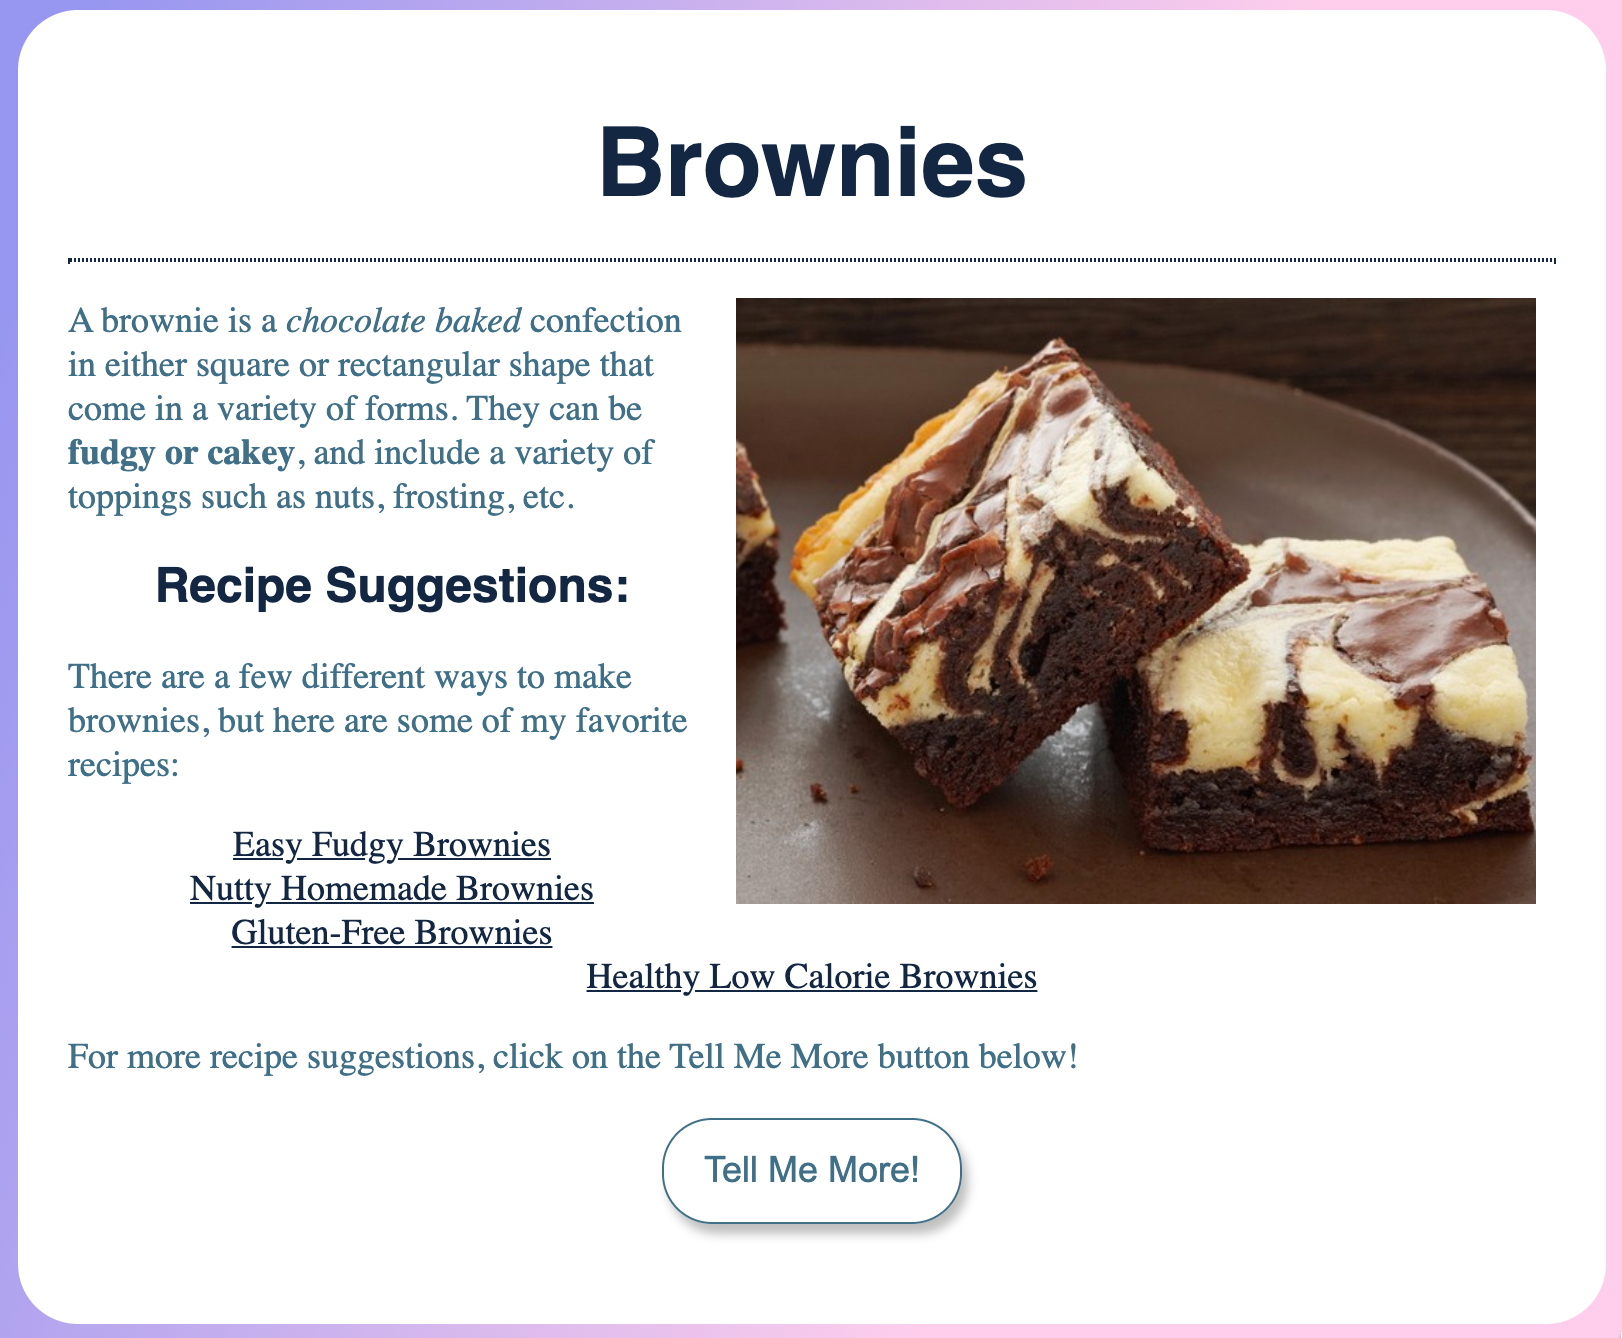 Brownies
A brownie is a chocolate baked confection
in either square or rectangular shape that
come in a variety of forms. They can be
fudgy or cakey, and include a variety of
toppings such as nuts, frosting, etc.
Recipe Suggestions:
There are a few different ways to make
brownies, but here are some of my favorite
recipes:
Easy Fudgy Brownies
Nutty Homemade Brownies
Gluten-Free Brownies
Healthy Low Calorie Brownies
For more recipe suggestions, click on the Tell Me More button below!
Tell Me More!